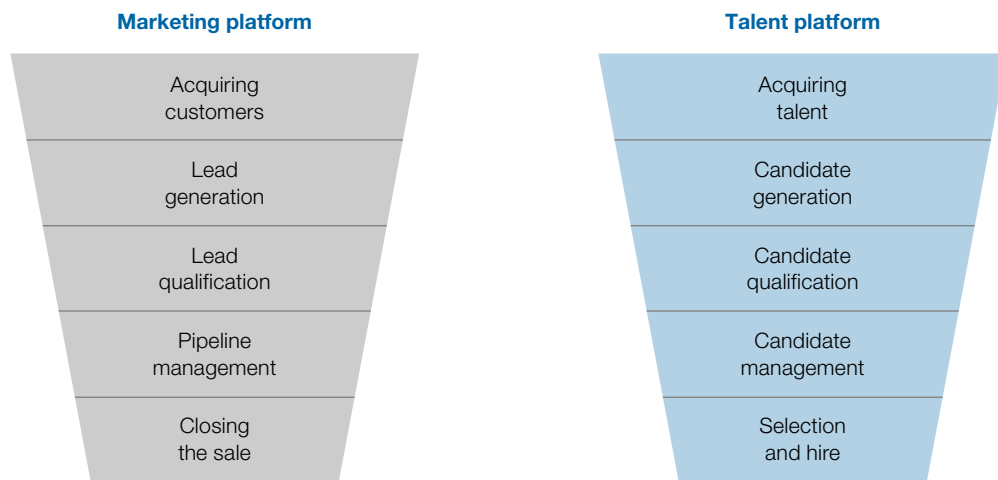 Marketing platform
Acquiring
customers
Lead
generation
Lead
qualification
Pipeline
management
Closing
the sale
Talent platform
Acquiring
talent
Candidate
generation
Candidate
qualification
Candidate
management
Selection
and hire